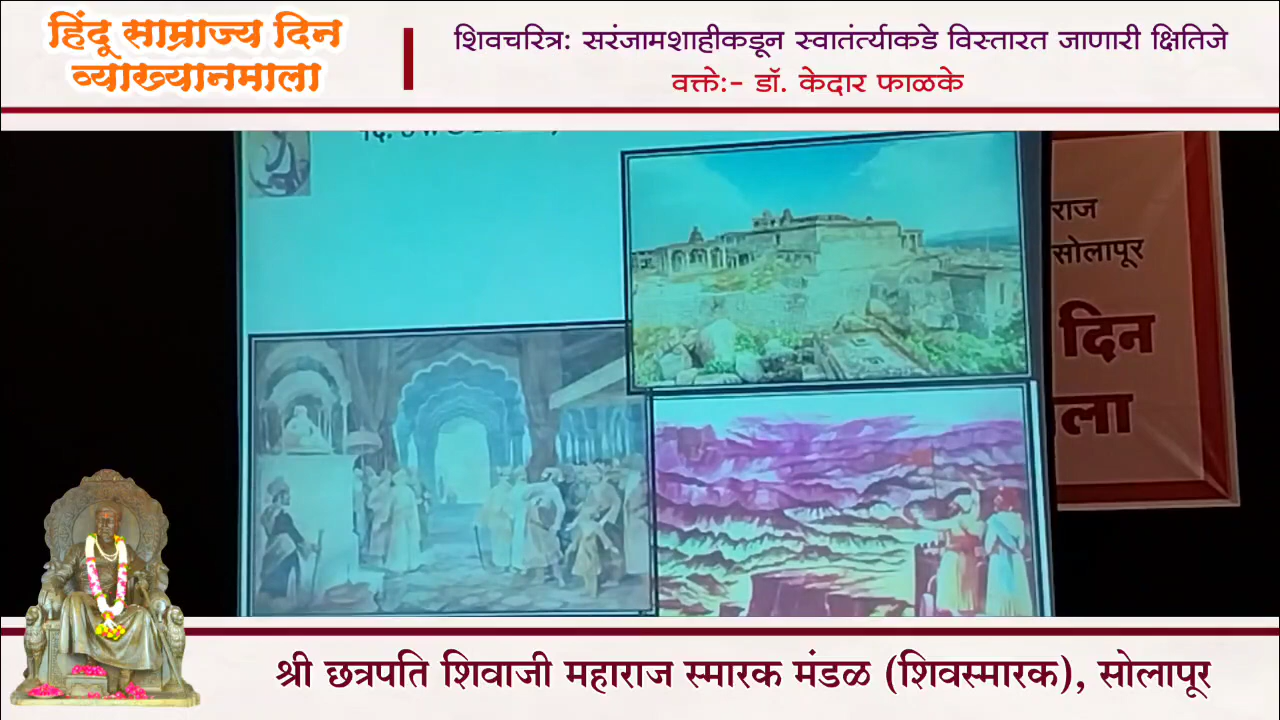 हिंदू साम्राज्य दिन
व्याख्यानमाला
शिवचरित्र: सरंजामशाहीकडून स्वातंत्र्याकडे विस्तारत जाणारी क्षितिजे
वक्ते:- डॉ. केदार फाळके
राज
सोलापूर
दिन
ला
श्री छत्रपति शिवाजी महाराज स्मारक मंडळ (शिवस्मारक), सोलापूर